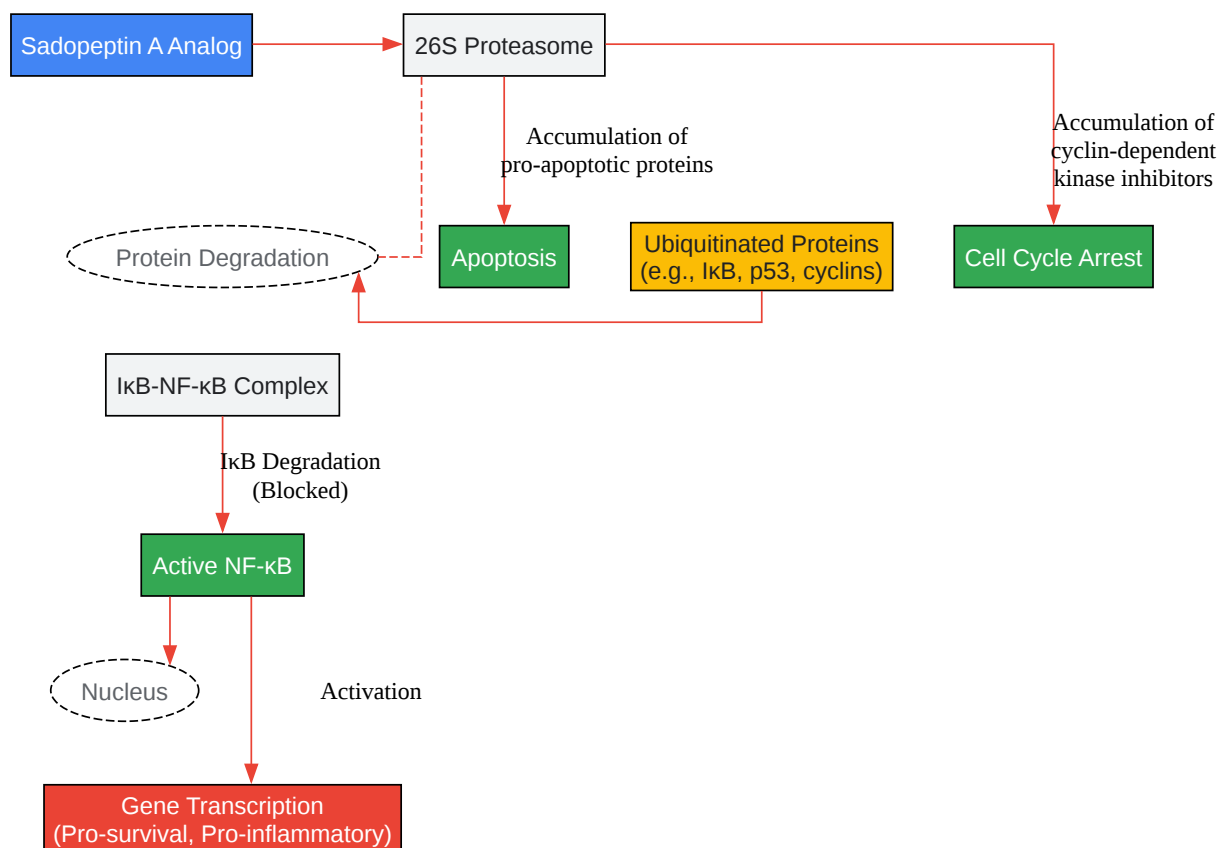 Sadopeptin A Analog
26S Proteasome
Accumulation of
pro-apoptotic proteins
Accumulation of
cyclin-dependent
kinase inhibitors
Protein Degradation
Apoptosis
Ubiquitinated Proteins
(e.g., IκB, p53, cyclins)
Cell Cycle Arrest
IκB-NF-κB Complex
IκB Degradation
(Blocked)
Active NF-κB
Nucleus
Activation
Gene Transcription
(Pro-survival, Pro-inflammatory)